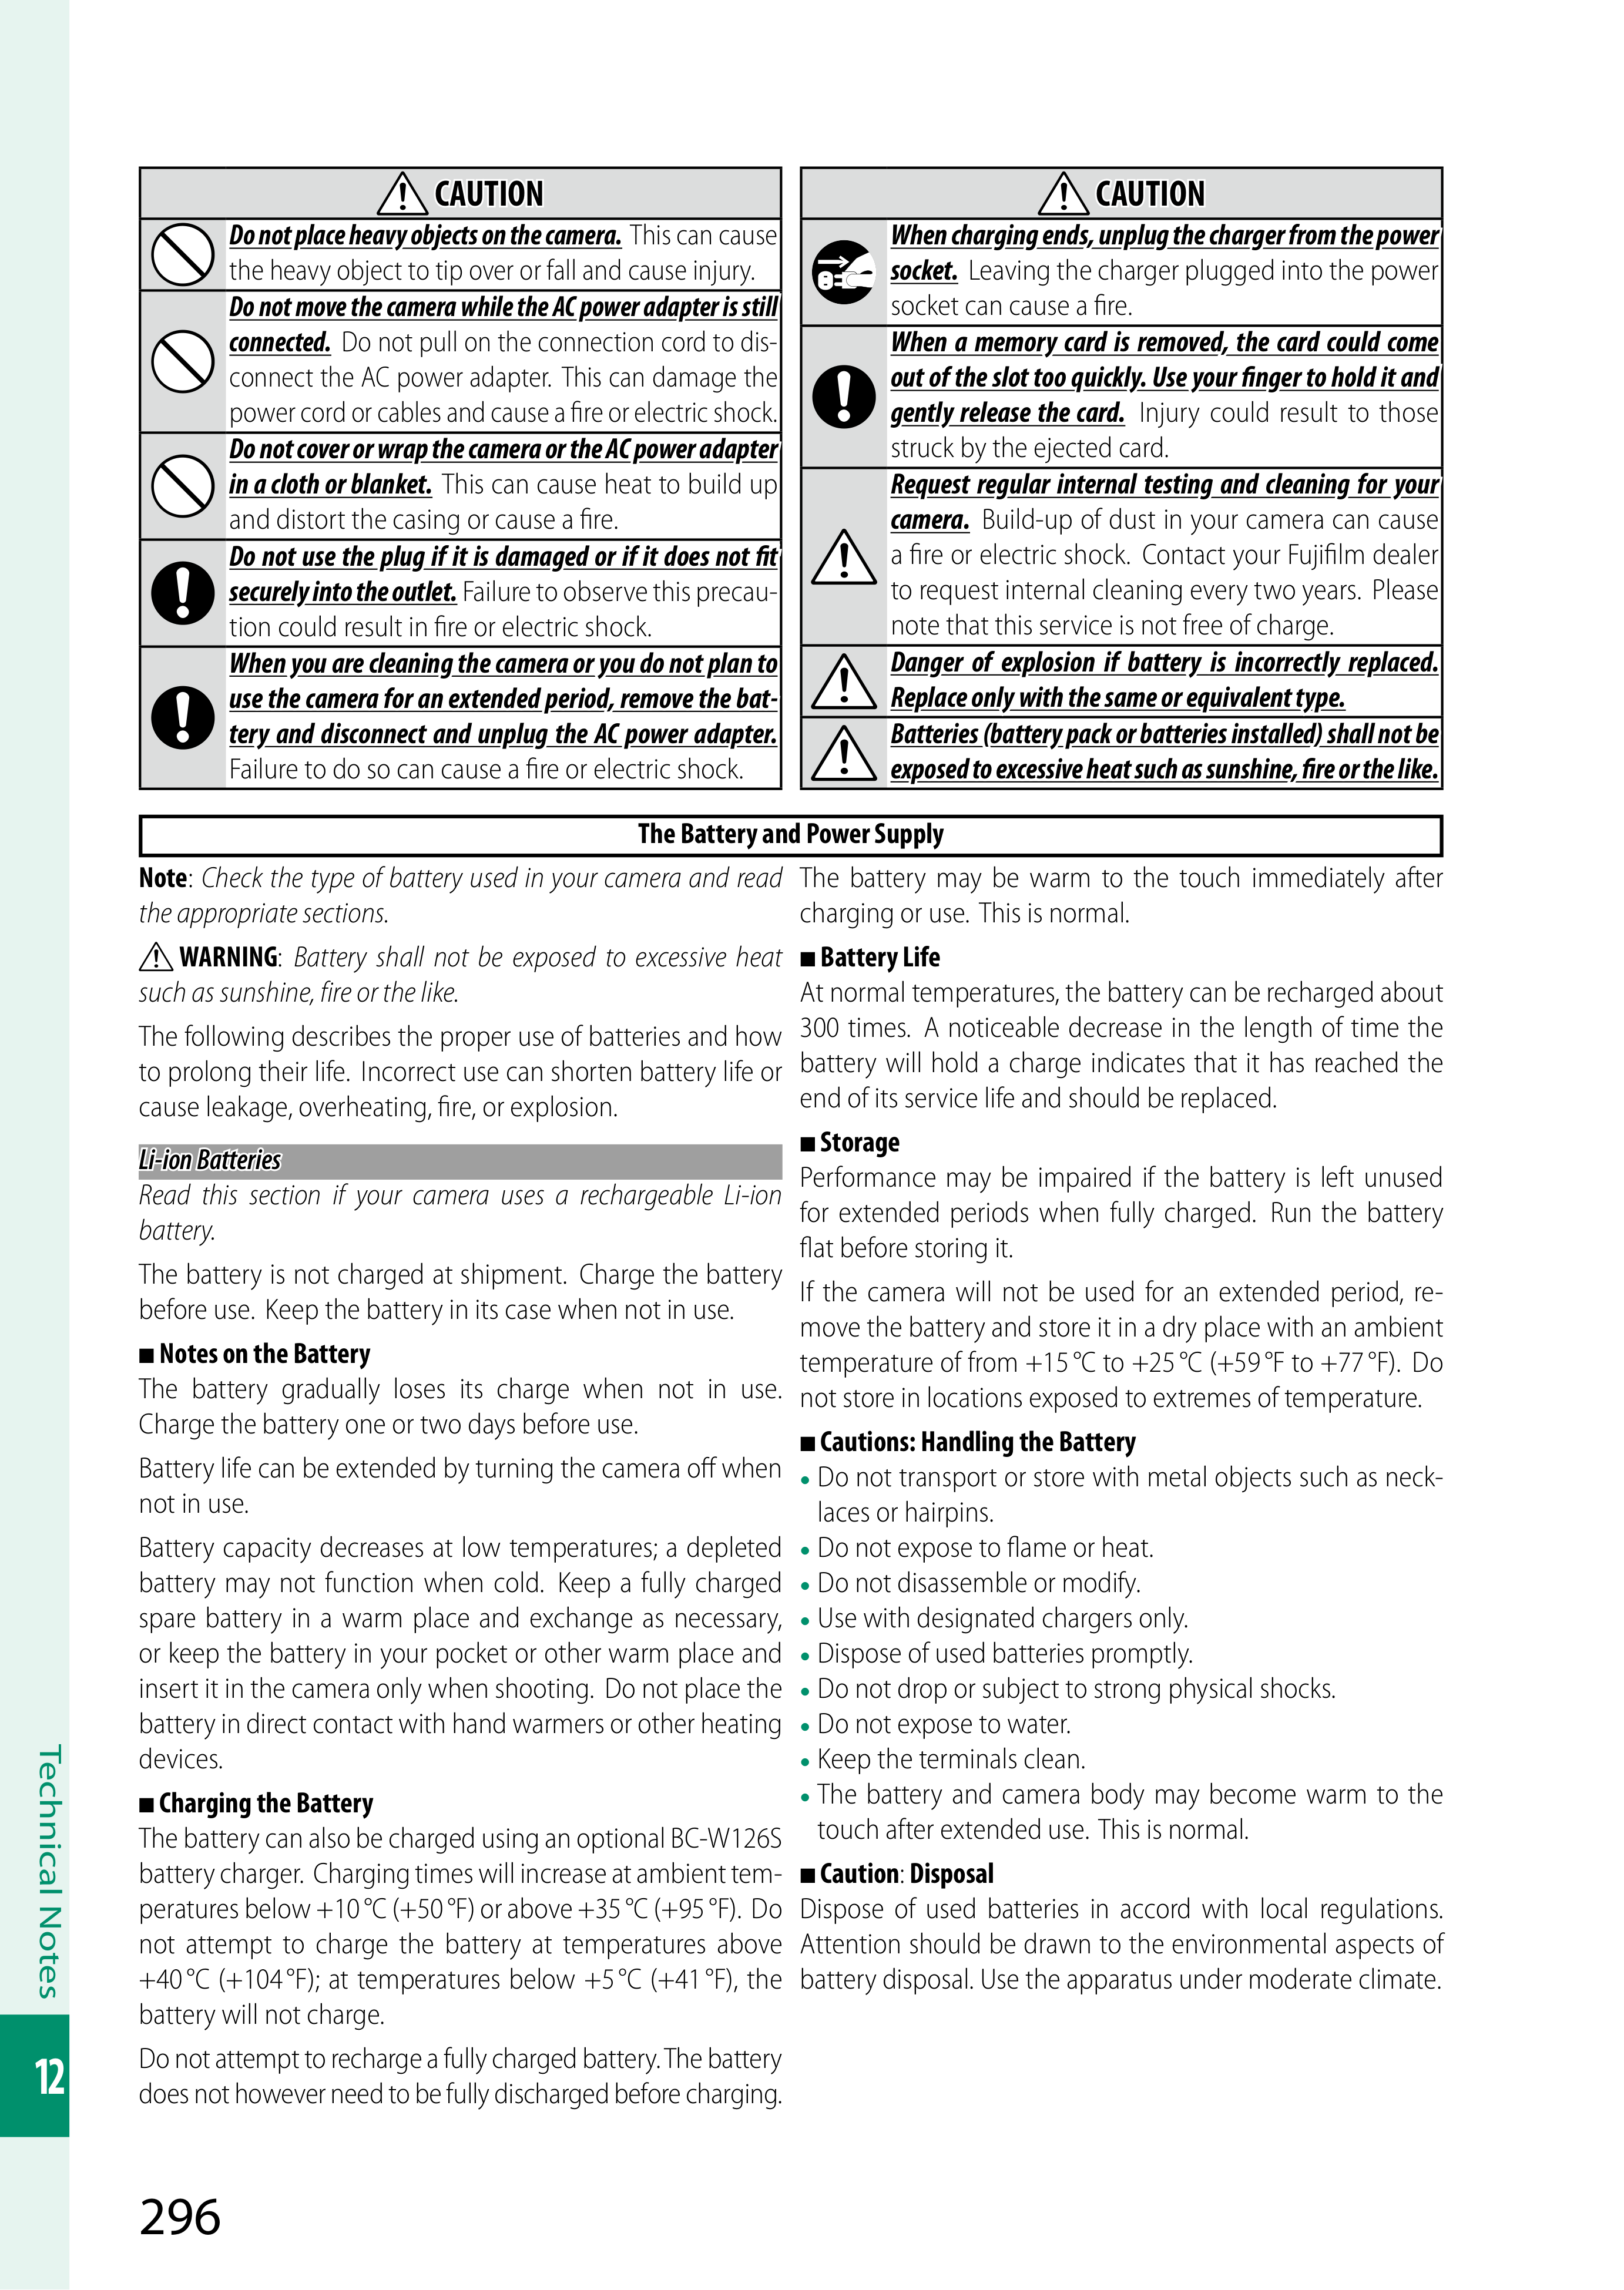 CAUTION
Do not place heavy objects on the camera. This can cause
the heavy object to tip over or fall and cause injury.
Do not move the camera while the AC power adapter is still
connected. Do not pull on the connection cord to dis-
connect the AC power adapter. This can damage the
power cord or cables and cause a fire or electric shock.
Do not cover or wrap the camera or the AC power adapter
in a cloth or blanket. This can cause heat to build up
and distort the casing or cause a fire.
Do not use the plug if it is damaged or if it does not fit
securely into the outlet. Failure to observe this precau-
tion could result in fire or electric shock.
When you are cleaning the camera or you do not plan to
use the camera for an extended period, remove the bat-
tery and disconnect and unplug the AC power adapter.
Failure to do so can cause a fire or electric shock.
CAUTION
When charging ends, unplug the charger from the power
socket. Leaving the charger plugged into the power
socket can cause a fire.
When a memory card is removed, the card could come
out of the slot too quickly. Use your finger to hold it and
gently release the card. Injury could result to those
struck by the ejected card.
Request regular internal testing and cleaning for your
camera. Build-up of dust in your camera can cause
a fire or electric shock. Contact your Fujifilm dealer
to request internal cleaning every two years. Please
note that this service is not free of charge.
Danger of explosion if battery is incorrectly replaced.
Replace only with the same or equivalent type.
Batteries (battery pack or batteries installed) shall not be
exposed to excessive heat such as sunshine, fire or the like.
The Battery and Power Supply
Note: Check the type of battery used in your camera and read
the appropriate sections.
WARNING: Battery shall not be exposed to excessive heat
such as sunshine, fire or the like.
The following describes the proper use of batteries and how
to prolong their life. Incorrect use can shorten battery life or
cause leakage, overheating, fire, or explosion.
Li-ion Batteries
Read this section if your camera uses a rechargeable Li-ion
battery.
The battery is not charged at shipment. Charge the battery
before use. Keep the battery in its case when not in use.
■ Notes on the Battery
The battery gradually loses its charge when not in use.
Charge the battery one or two days before use.
Battery life can be extended by turning the camera off when
not in use.
Battery capacity decreases at low temperatures; a depleted
battery may not function when cold. Keep a fully charged
spare battery in a warm place and exchange as necessary,
or keep the battery in your pocket or other warm place and
insert it in the camera only when shooting. Do not place the
battery in direct contact with hand warmers or other heating
devices.
■ Charging the Battery
The battery can also be charged using an optional BC-W126S
battery charger. Charging times will increase at ambient tem-
peratures below +10 °C (+50 °F) or above +35 °C (+95 °F). Do
not attempt to charge the battery at temperatures above
+40 °C (+104 °F); at temperatures below +5 °C (+41 °F), the
battery will not charge.
Do not attempt to recharge a fully charged battery. The battery
does not however need to be fully discharged before charging.
The battery may be warm to the touch immediately after
charging or use. This is normal.
■ Battery Life
At normal temperatures, the battery can be recharged about
300 times. A noticeable decrease in the length of time the
battery will hold a charge indicates that it has reached the
end of its service life and should be replaced.
■ Storage
Performance may be impaired if the battery is left unused
for extended periods when fully charged. Run the battery
flat before storing it.
If the camera will not be used for an extended period, re-
move the battery and store it in a dry place with an ambient
temperature of from +15 °C to +25 °C (+59 °F to +77 °F). Do
not store in locations exposed to extremes of temperature.
■ Cautions: Handling the Battery
• Do not transport or store with metal objects such as neck-
laces or hairpins.
• Do not expose to flame or heat.
• Do not disassemble or modify.
• Use with designated chargers only.
• Dispose of used batteries promptly.
• Do not drop or subject to strong physical shocks.
• Do not expose to water.
• Keep the terminals clean.
• The battery and camera body may become warm to the
touch after extended use. This is normal.
■ Caution: Disposal
Dispose of used batteries in accord with local regulations.
Attention should be drawn to the environmental aspects of
battery disposal. Use the apparatus under moderate climate.
Technical Notes
12
296